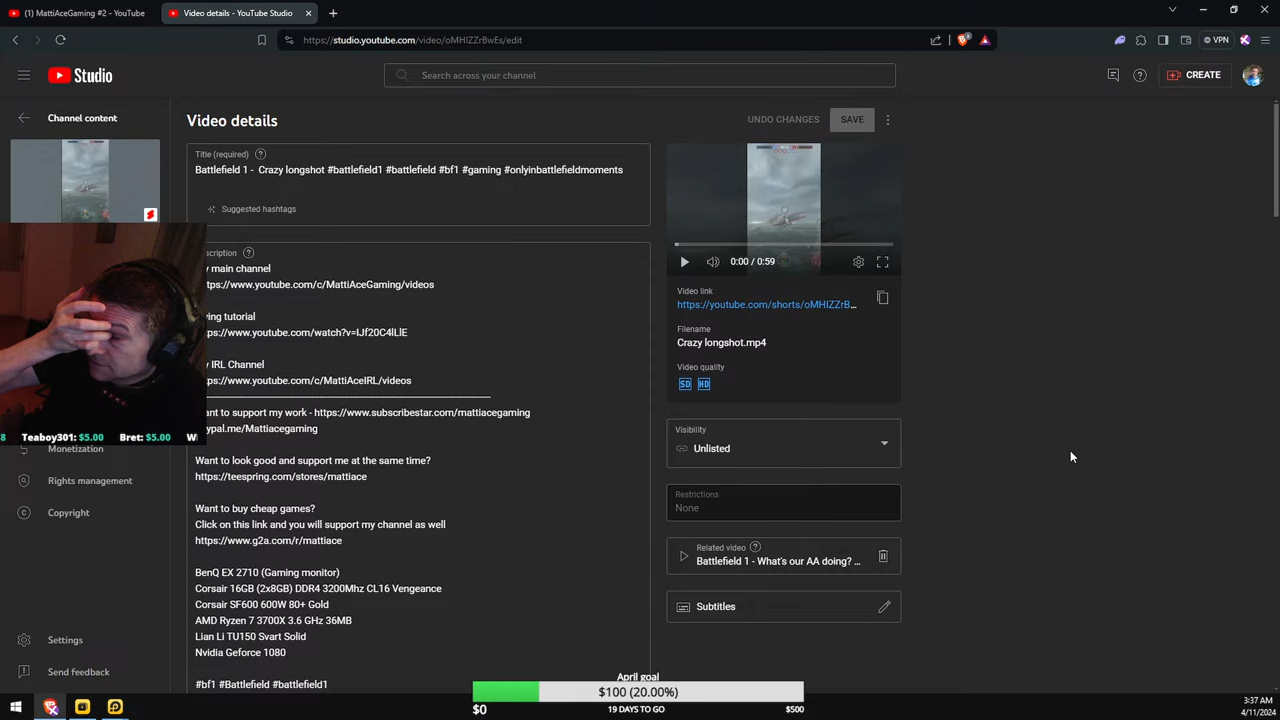 (1) MattiAceGaming #2 - YouTube
Video details - YouTube Studio
https://studio.youtube.com/video/oMHIZZrBwEs/edit
VPN
Studio
Search across your channel
CREATE
Channel content
Video details
UNDO CHANGES
SAVE
Title (required)
Battlefield 1 - Crazy longshot #battlefield1 #battlefield #bf1 #gaming #onlyinbattlefieldmoments
Suggested hashtags
main channel
https://www.youtube.com/c/MattiAceGaming/videos
tutorial
https://www.youtube.com/watch?v=IJf20C4lLlE
IRL Channel
https://www.youtube.com/c/MattiAceIRL/videos
to support my work - https://www.subscribestar.com/mattiacegaming
paypal.me/Mattiacegaming
Want to look good and support me at the same time?
https://teespring.com/stores/mattiace
Want to buy cheap games?
Click on this link and you will support my channel as well
https://www.g2a.com/r/mattiace
BenQ EX 2710 (Gaming monitor)
Corsair 16GB (2x8GB) DDR4 3200Mhz CL16 Vengeance
Corsair SF600 600W 80+ Gold
AMD Ryzen 7 3700X 3.6 GHz 36MB
Lian Li TU150 Svart Solid
Nvidia Geforce 1080
#bf1 #Battlefield #battlefield1
0:00 / 0:59
Video link
https://youtube.com/shorts/oMHIZZrB...
Filename
Crazy longshot.mp4
Video quality
SD HD
Visibility
Unlisted
Restrictions
None
Related video
Battlefield 1 - What's our AA doing? ...
Subtitles
8 Teaboy301: $5.00 Bret: $5.00
Monetization
Rights management
Copyright
Settings
Send feedback
April goal
$100 (20.00%)
$0 19 DAYS TO GO $500
3:37 AM
4/11/2024